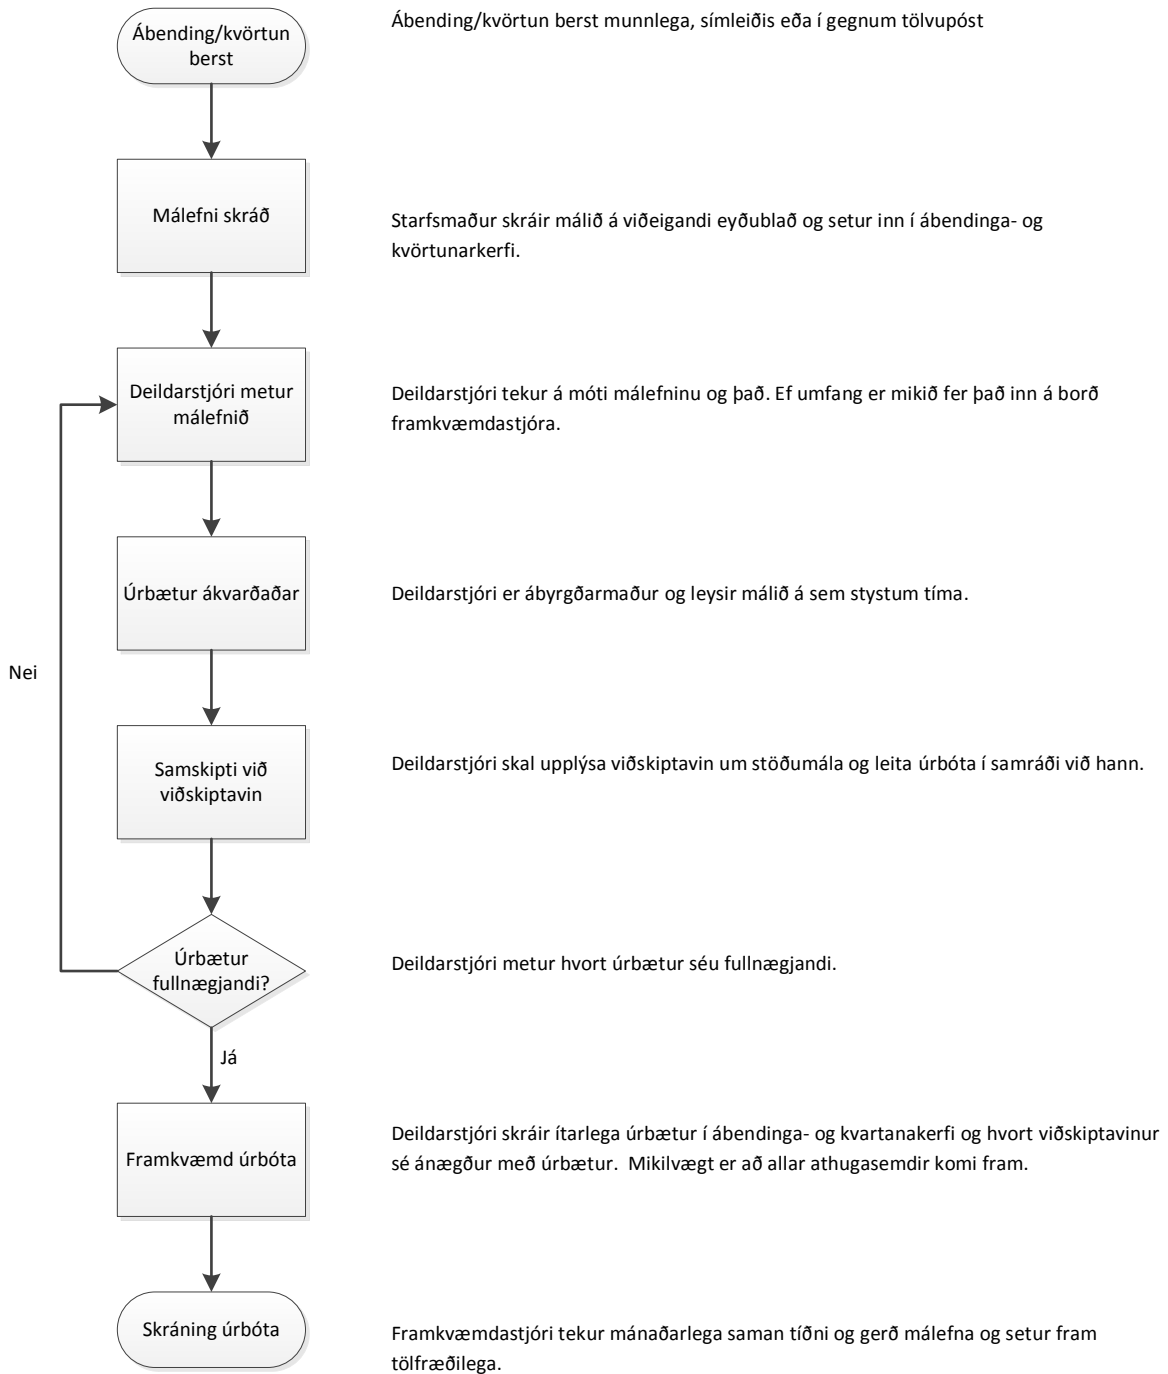 Ábending/kvörtun
berst
Ábending/kvörtun berst munnlega, símleiðis eða í gegnum tölvupóst
Málefni skráð
Starfsmaður skráir málið á viðeigandi eyðublað og setur inn í ábendinga- og
kvörtunarkerfi.
Deildarstjóri metur
málefnið
Deildarstjóri tekur á móti málefninu og það. Ef umfang er mikið fer það inn á borð
framkvæmdastjóra.
Úrbætur ákvarðaðar
Deildarstjóri er ábyrgðarmaður og leysir málið á sem stystum tíma.
Nei
Samskipti við
viðskiptavin
Deildarstjóri skal upplýsa viðskiptavin um stöðumála og leita úrbóta í samráði við hann.
Úrbætur
fullnægjandi?
Deildarstjóri metur hvort úrbætur séu fullnægjandi.
Já
Framkvæmd úrbóta
Deildarstjóri skráir ítarlega úrbætur í ábendinga- og kvartanakerfi og hvort viðskiptavinur
sé ánægður með úrbætur.  Mikilvægt er að allar athugasemdir komi fram.
Skráning úrbóta
Framkvæmdastjóri tekur mánaðarlega saman tíðni og gerð málefna og setur fram
tölfræðilega.